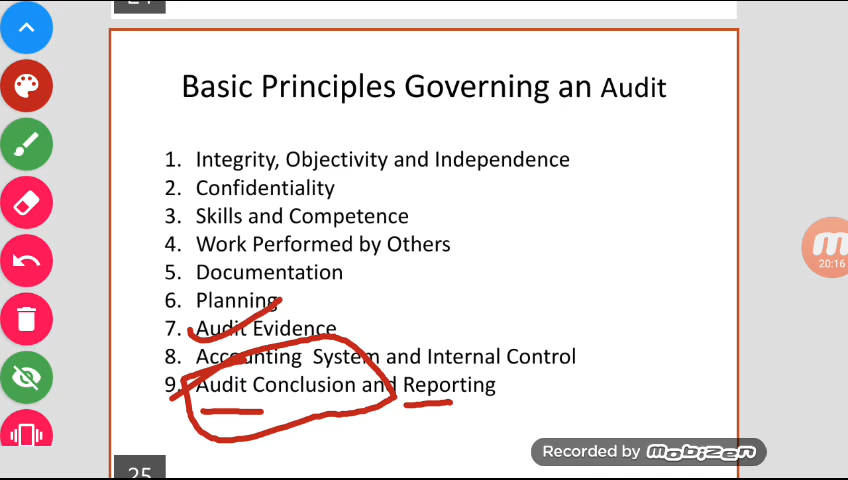 Basic Principles Governing an Audit
1. Integrity, Objectivity and Independence
2. Confidentiality
3. Skills and Competence
4. Work Performed by Others
5. Documentation
6. Planning
7. Audit Evidence
8. Accounting System and Internal Control
9. Audit Conclusion and Reporting
20:16
Recorded by mobizen
25